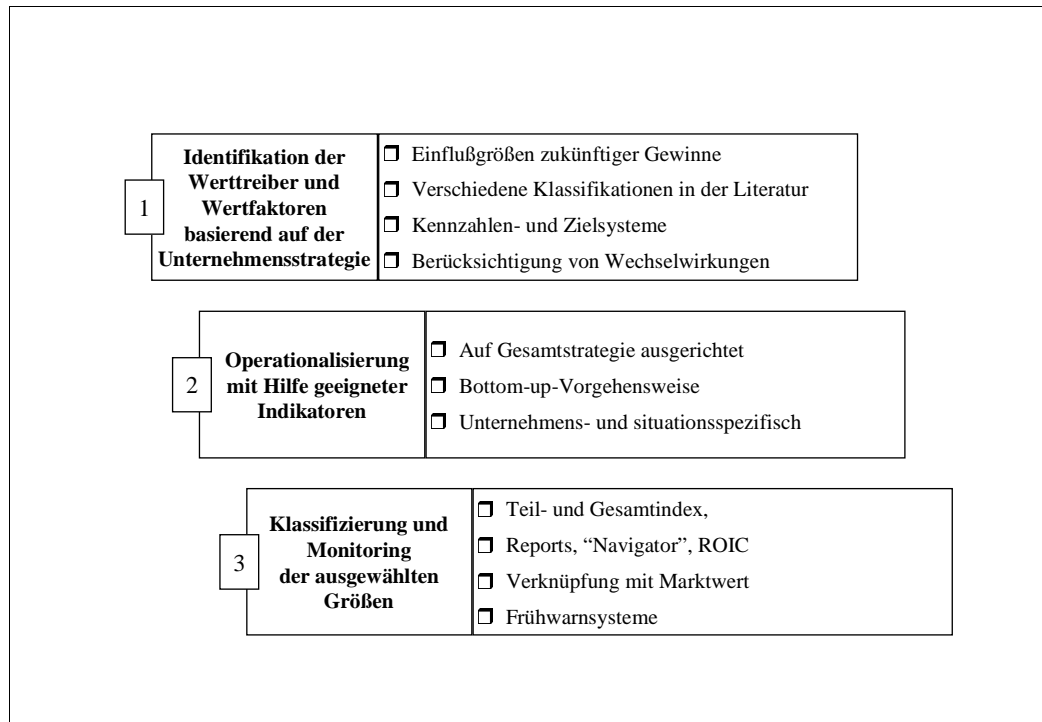 1
Identifikation der
Werttreiber und
Wertfaktoren
basierend auf der
Unternehmensstrategie
Einflußgrößen zukünftiger Gewinne
Verschiedene Klassifikationen in der Literatur
Kennzahlen- und Zielsysteme
Berücksichtigung von Wechselwirkungen
2
Operationalisierung
mit Hilfe geeigneter
Indikatoren
Auf Gesamtstrategie ausgerichtet
Bottom-up-Vorgehensweise
Unternehmens- und situationsspezifisch
3
Klassifizierung und
Monitoring
der ausgewählten
Größen
Teil- und Gesamtindex,
Reports, “Navigator”, ROIC
Verknüpfung mit Marktwert
Frühwarnsysteme